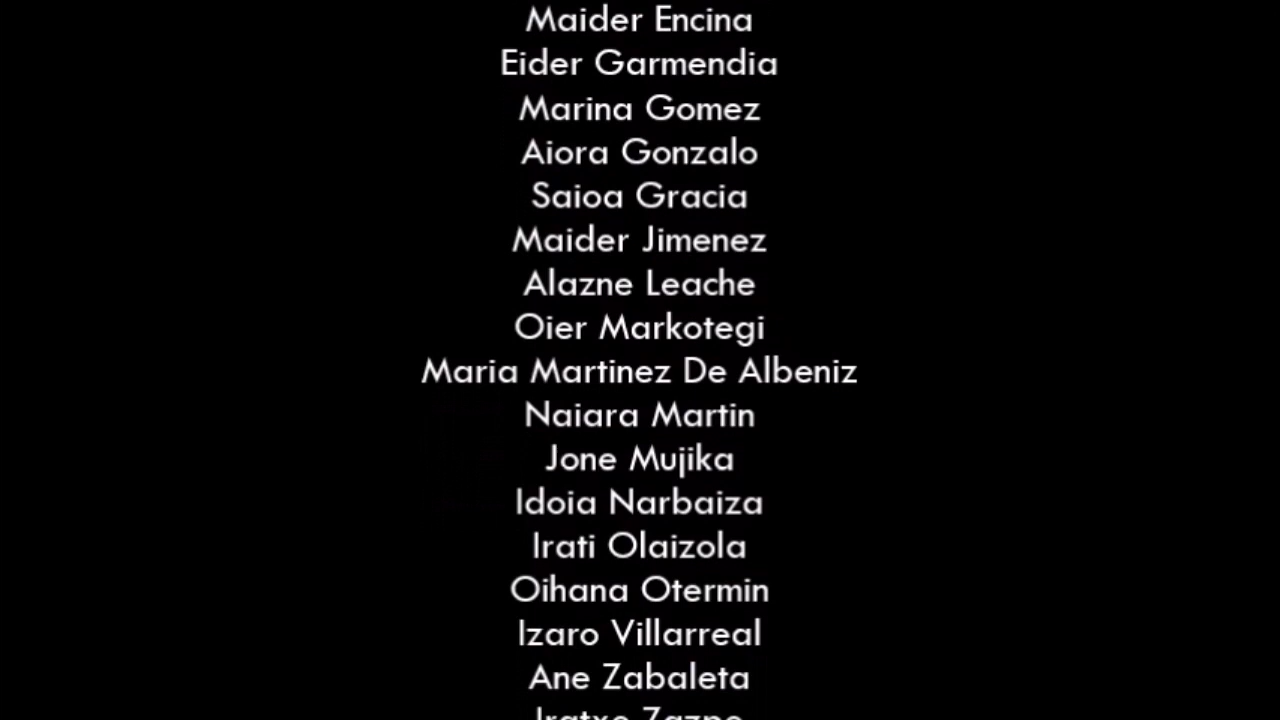 Maider Encina
Eider Garmendia
Marina Gomez
Aiora Gonzalo
Saioa Gracia
Maider Jimenez
Alazne Leache
Oier Markotegi
Maria Martinez De Albeniz
Naiara Martin
Jone Mujika
Idoia Narbaiza
Irati Olaizola
Oihana Otermin
Izaro Villarreal
Ane Zabaleta